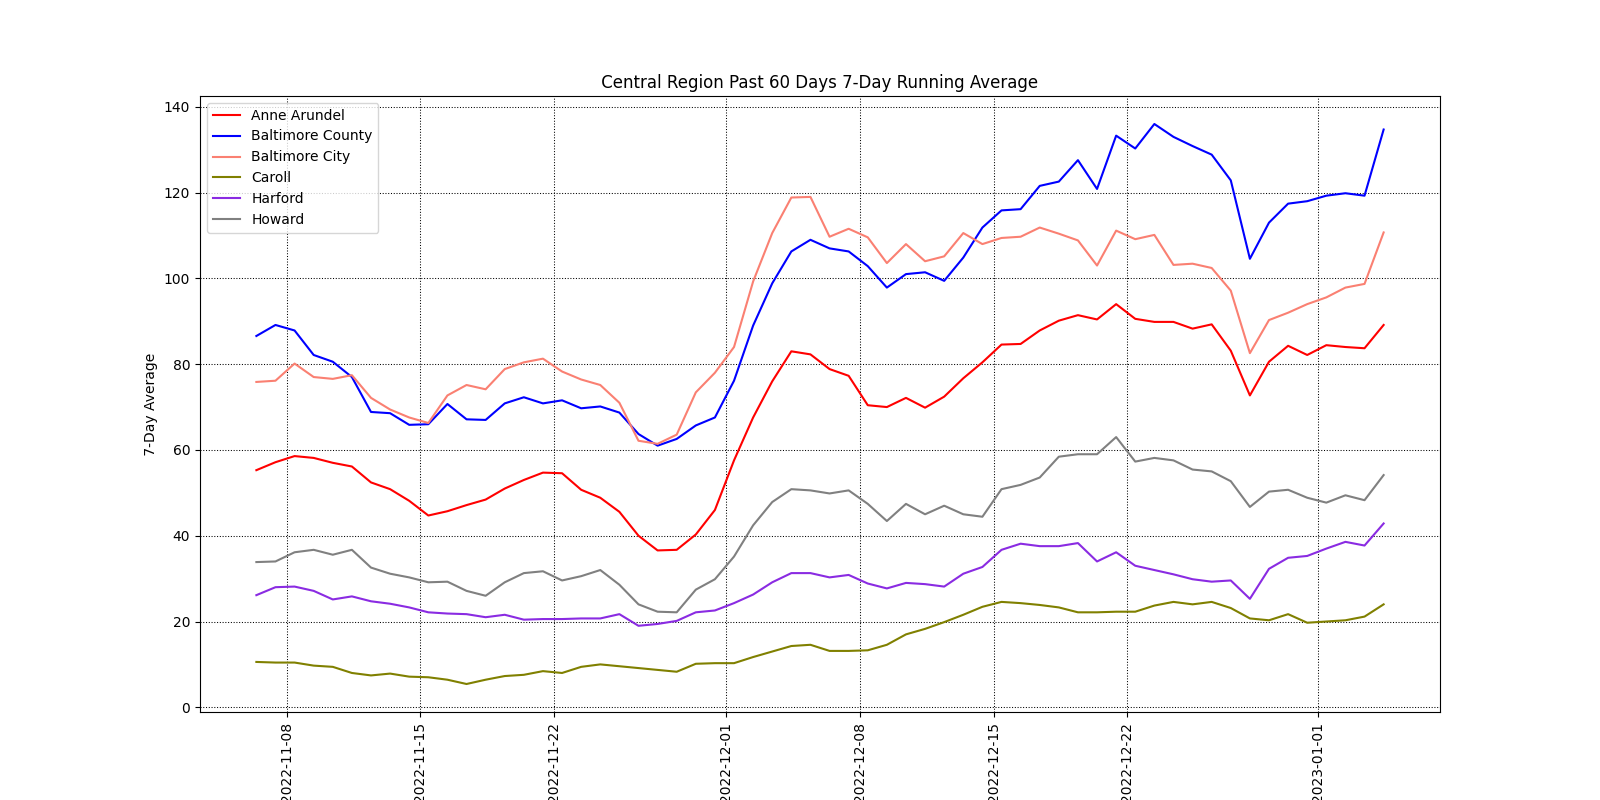 Central Region Past 60 Days 7-Day Running Average
140
120
100
80
60
40
20
0
7-Day Average
Anne Arundel
Baltimore County
Baltimore City
Caroll
Harford
Howard
2022-11-08
2022-11-15
2022-11-22
2022-12-01
2022-12-08
2022-12-15
2022-12-22
2023-01-01